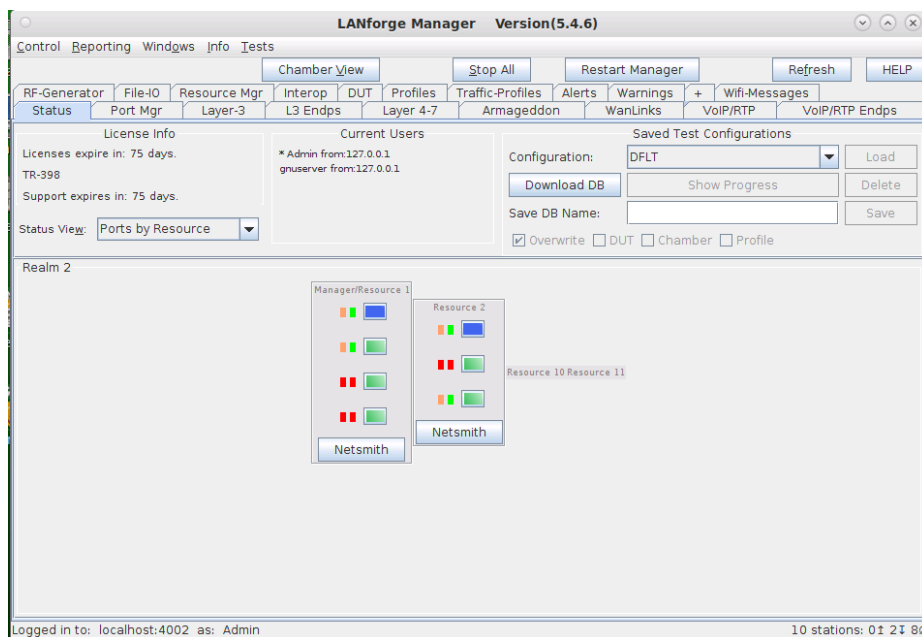 LANforge Manager Version(5.4.6)
Control Reporting Windows Info Tests
Chamber View Stop All Restart Manager Refresh HELP
RF-Generator File-IO Resource Mgr Interop DUT Profiles Traffic-Profiles Alerts Warnings + Wifi-Messages
Status Port Mgr Layer-3 L3 Endps Layer 4-7 Armageddon WanLinks VoIP/RTP VoIP/RTP Endps
License Info
Licenses expire in: 75 days.
TR-398
Support expires in: 75 days.
Status View: Ports by Resource
Current Users
* Admin from:127.0.0.1
gnuserver from:127.0.0.1
Saved Test Configurations
Configuration: DFLT Load
Download DB Show Progress Delete
Save DB Name: Save
Overwrite DUT Chamber Profile
Realm 2
Manager/Resource 1
Netsmith
Resource 2
Netsmith
Resource 10 Resource 11
Logged in to: localhost:4002 as: Admin
10 stations: 0↥ 2↧